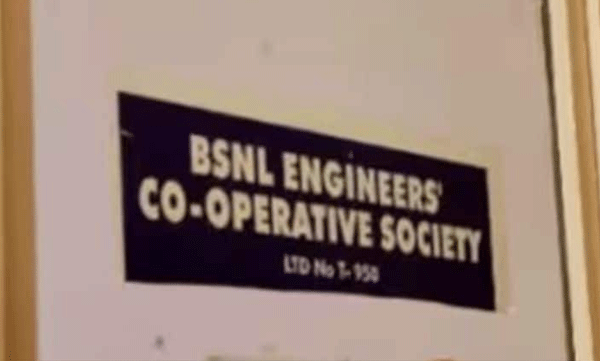 BSNL ENGINEERS'
CO-OPERATIVE SOCIETY
LTD No T-950